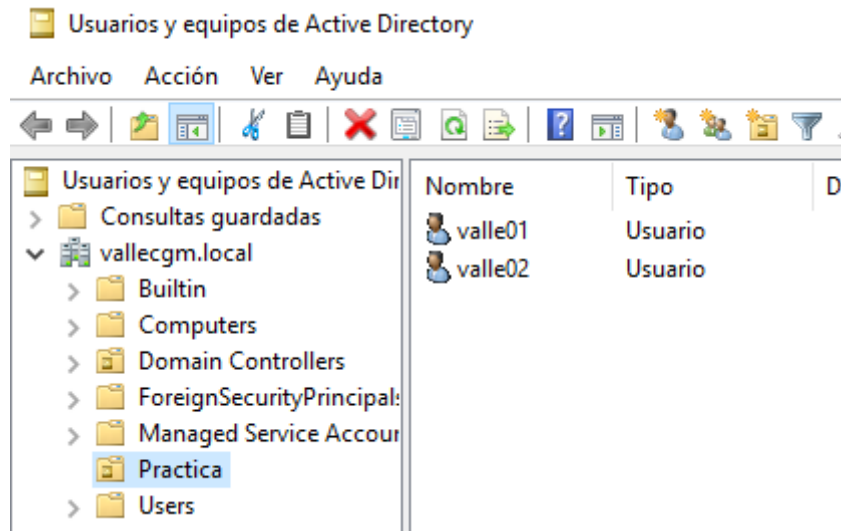 Usuarios y equipos de Active Directory
Archivo Acción Ver Ayuda
Usuarios y equipos de Active Dir
Consultas guardadas
vallecgm.local
Builtin
Computers
Domain Controllers
ForeignSecurityPrincipals
Managed Service Accour
Practica
Users
Nombre Tipo D
valle01 Usuario
valle02 Usuario